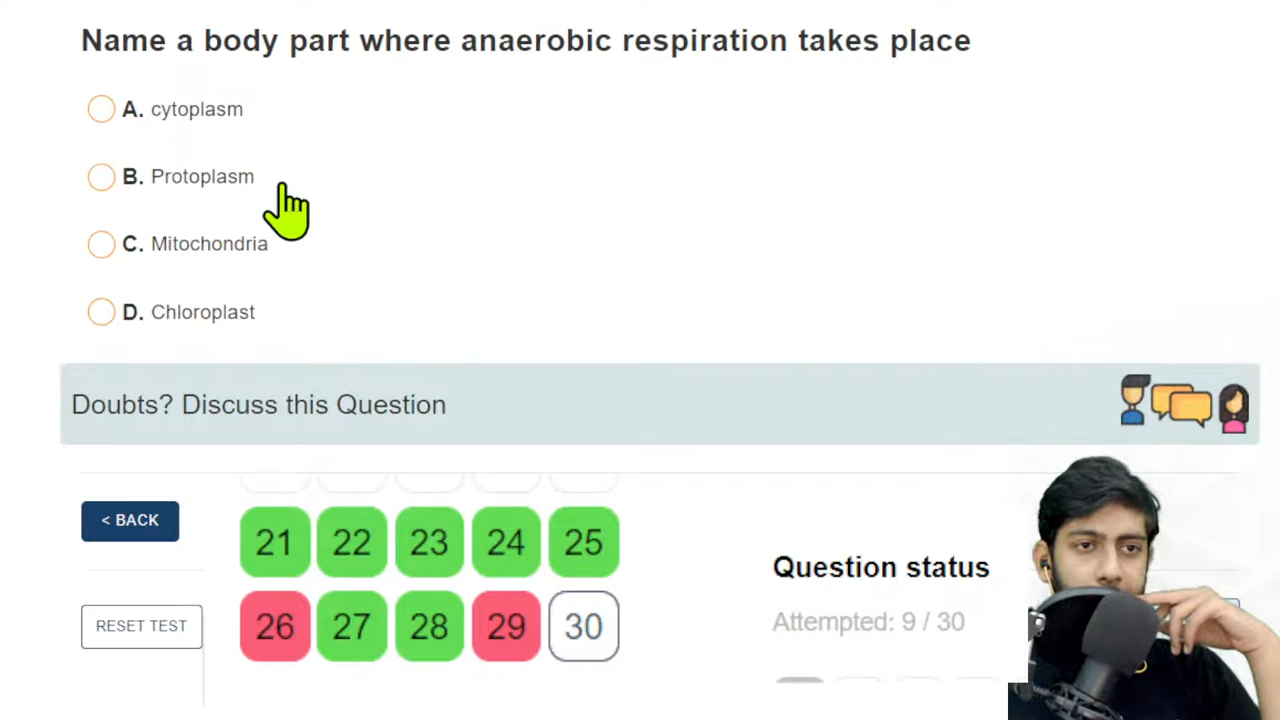 Name a body part where anaerobic respiration takes place
A. cytoplasm
B. Protoplasm
C. Mitochondria
D. Chloroplast
Doubts? Discuss this Question
< BACK
RESET TEST
21 22 23 24 25
26 27 28 29 30
Question status
Attempted: 9 / 30